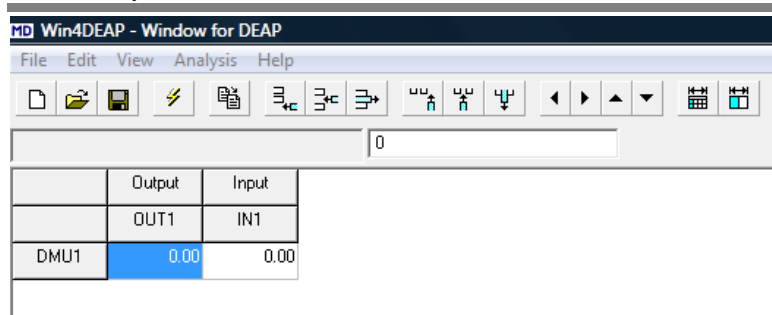 MD Win4DEAP - Window for DEAP
File Edit View Analysis Help
0
Output Input
OUT1 IN1
DMU1 0.00 0.00